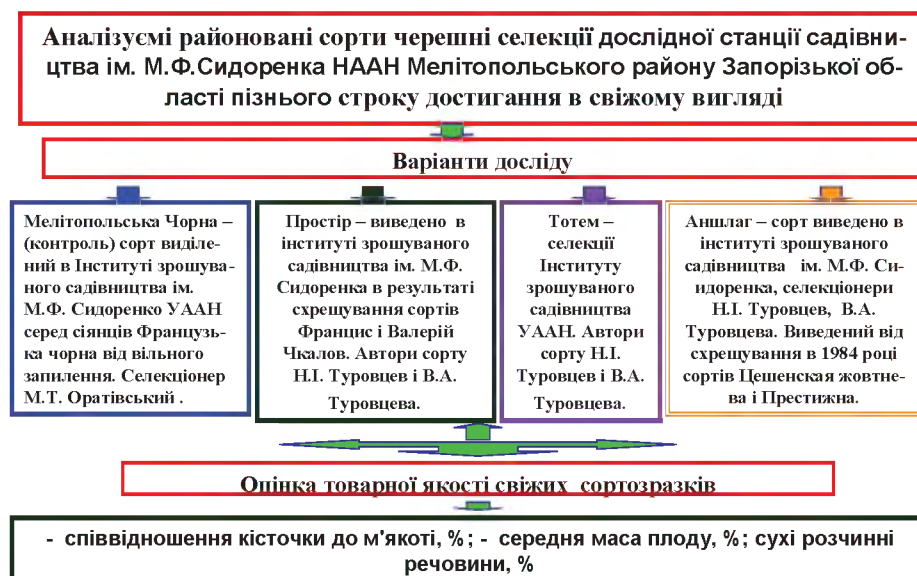 Аналізуємі районовані сорти черешні селекції дослідної станції садівни-
цтва ім. М.Ф.Сидоренка НААН Мелітопольського району Запорізької об-
ласті пізнього строку достигання в свіжому вигляді
Варіанти досліду
Мелітопольська Чорна –
(контроль) сорт виділе-
ний в Інституті зрошува-
ного садівництва ім.
М.Ф. Сидоренко УААН
серед сіянців Французь-
ка чорна від вільного
запилення. Селекціонер
М.Т. Оратівський .
Простір – виведено в
інституті зрошуваного
садівництва ім. М.Ф.
Сидоренка в результаті
схрещування сортів
Францис і Валерій
Чкалов. Автори сорту
Н.І. Туровцев і В.А.
Туровцева.
Тотем –
селекції
Інституту
зрошуваного
садівництва
УААН. Автори
сорту Н.І.
Туровцев і В.А.
Туровцева.
Аншлаг – сорт виведено в
інституті зрошуваного
садівництва ім. М.Ф. Си-
идоренка, селекціонери
Н.І. Туровцев, В.А.
Туровцева. Виведений від
схрещування в 1984 році
сортів Цешенская жовтне-
ва і Престижна.
Опінка товарної якості свіжих сортозразків
- співвідношення кісточки до м'якоті, %; - середня маса плоду, %; сухі розчинні
речовини, %